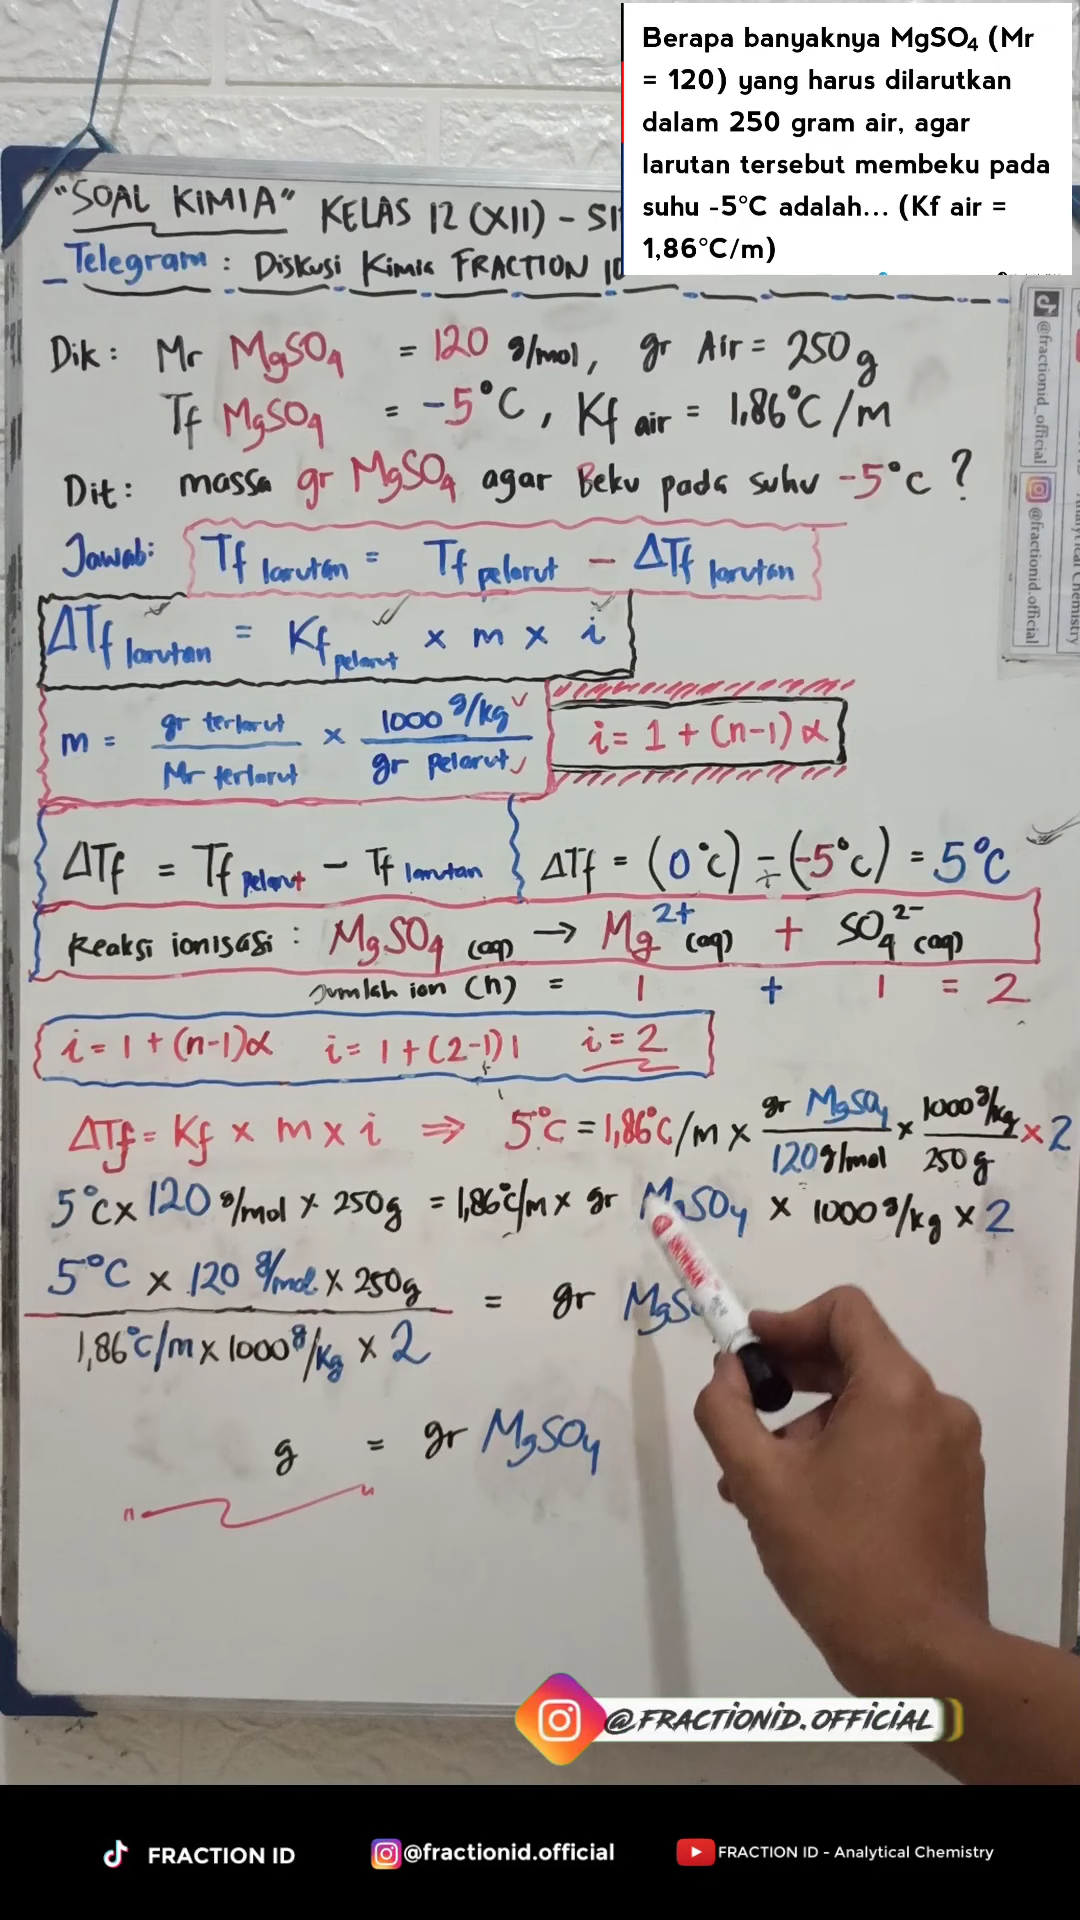 Berapa banyaknya MgSO₄ (Mr
= 120) yang harus dilarutkan
dalam 250 gram air, agar
larutan tersebut membeku pada
suhu -5°C adalah... (Kf air =
1,86°C/m)
"SOAL KIMIA" KELAS 12 (XII) -
Telegram : Diskusi Kimia FRACTION ID
@fractionid_official
@fractionid.official
Dik : Mr MgSO₄ = 120 g/mol, gr Air = 250g
Tf MgSO₄ = -5°C, Kf air = 1,86°C/m
Dit : massa gr MgSO₄ agar Beku pada suhu -5°C ?
Jawab: Tf larutan = Tf pelarut - ΔTf larutan
ΔTf larutan = Kf pelarut x m x i
m = gr terlarut / Mr terlarut x 1000 g/kg / gr pelarut
i = 1 + (n-1) α
ΔTf = Tf pelarut - Tf larutan
ΔTf = (0°C) - (-5°C) = 5°C
Reaksi ionisasi : MgSO₄ (aq) → Mg²⁺ (aq) + SO₄²⁻ (aq)
Jumlah ion (n) = 1 + 1 = 2
i = 1 + (n-1)α i = 1 + (2-1) 1 i = 2
ΔTf = Kf x m x i ⇒ 5°C = 1,86°C/m x gr MgSO₄ / 120 g/mol x 1000 g/kg / 250 g x 2
5°C x 120 g/mol x 250g = 1,86°C/m x gr MgSO₄ x 1000 g/kg x 2
5°C x 120 g/mol x 250g / 1,86°C/m x 1000 g/kg x 2 = gr
g = gr MgSO₄
@FRACTIONID.OFFICIAL
FRACTION ID
@fractionid.official
FRACTION ID - Analytical Chemistry